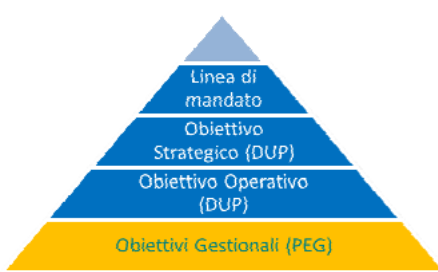 Linea di
mandato
Obiettivo
Strategico (DUP)
Obiettivo Operativo
(DUP)
Obiettivi Gestionali (PEG)